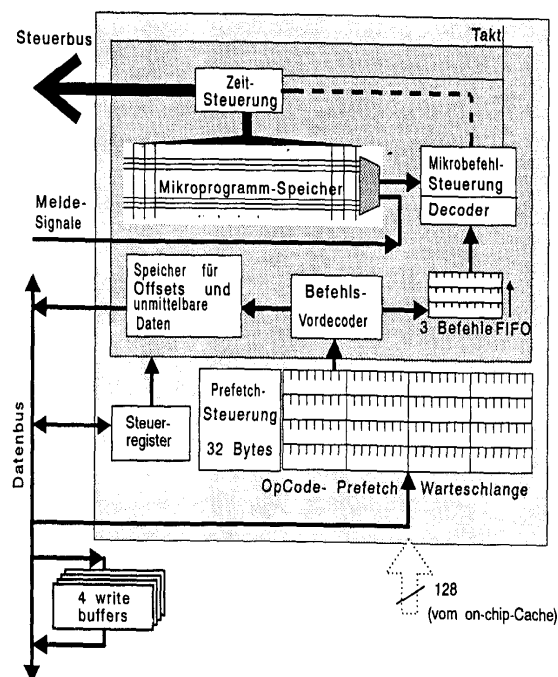 Steuerbus
Takt
Zeit-
Steuerung
Mikroprogramm-Speicher
Mikrobefehl-
Steuerung
Decoder
Melde-
Signale
Speicher für
Offsets und
unmittelbare
Daten
Befehls-
Vordecoder
3 Befehle FIFO
Steuer-
register
Prefetch-
Steuerung
32 Bytes
OpCode- Prefetch Warteschlange
Datenbus
4 write
buffers
128
(vom on-chip-Cache)